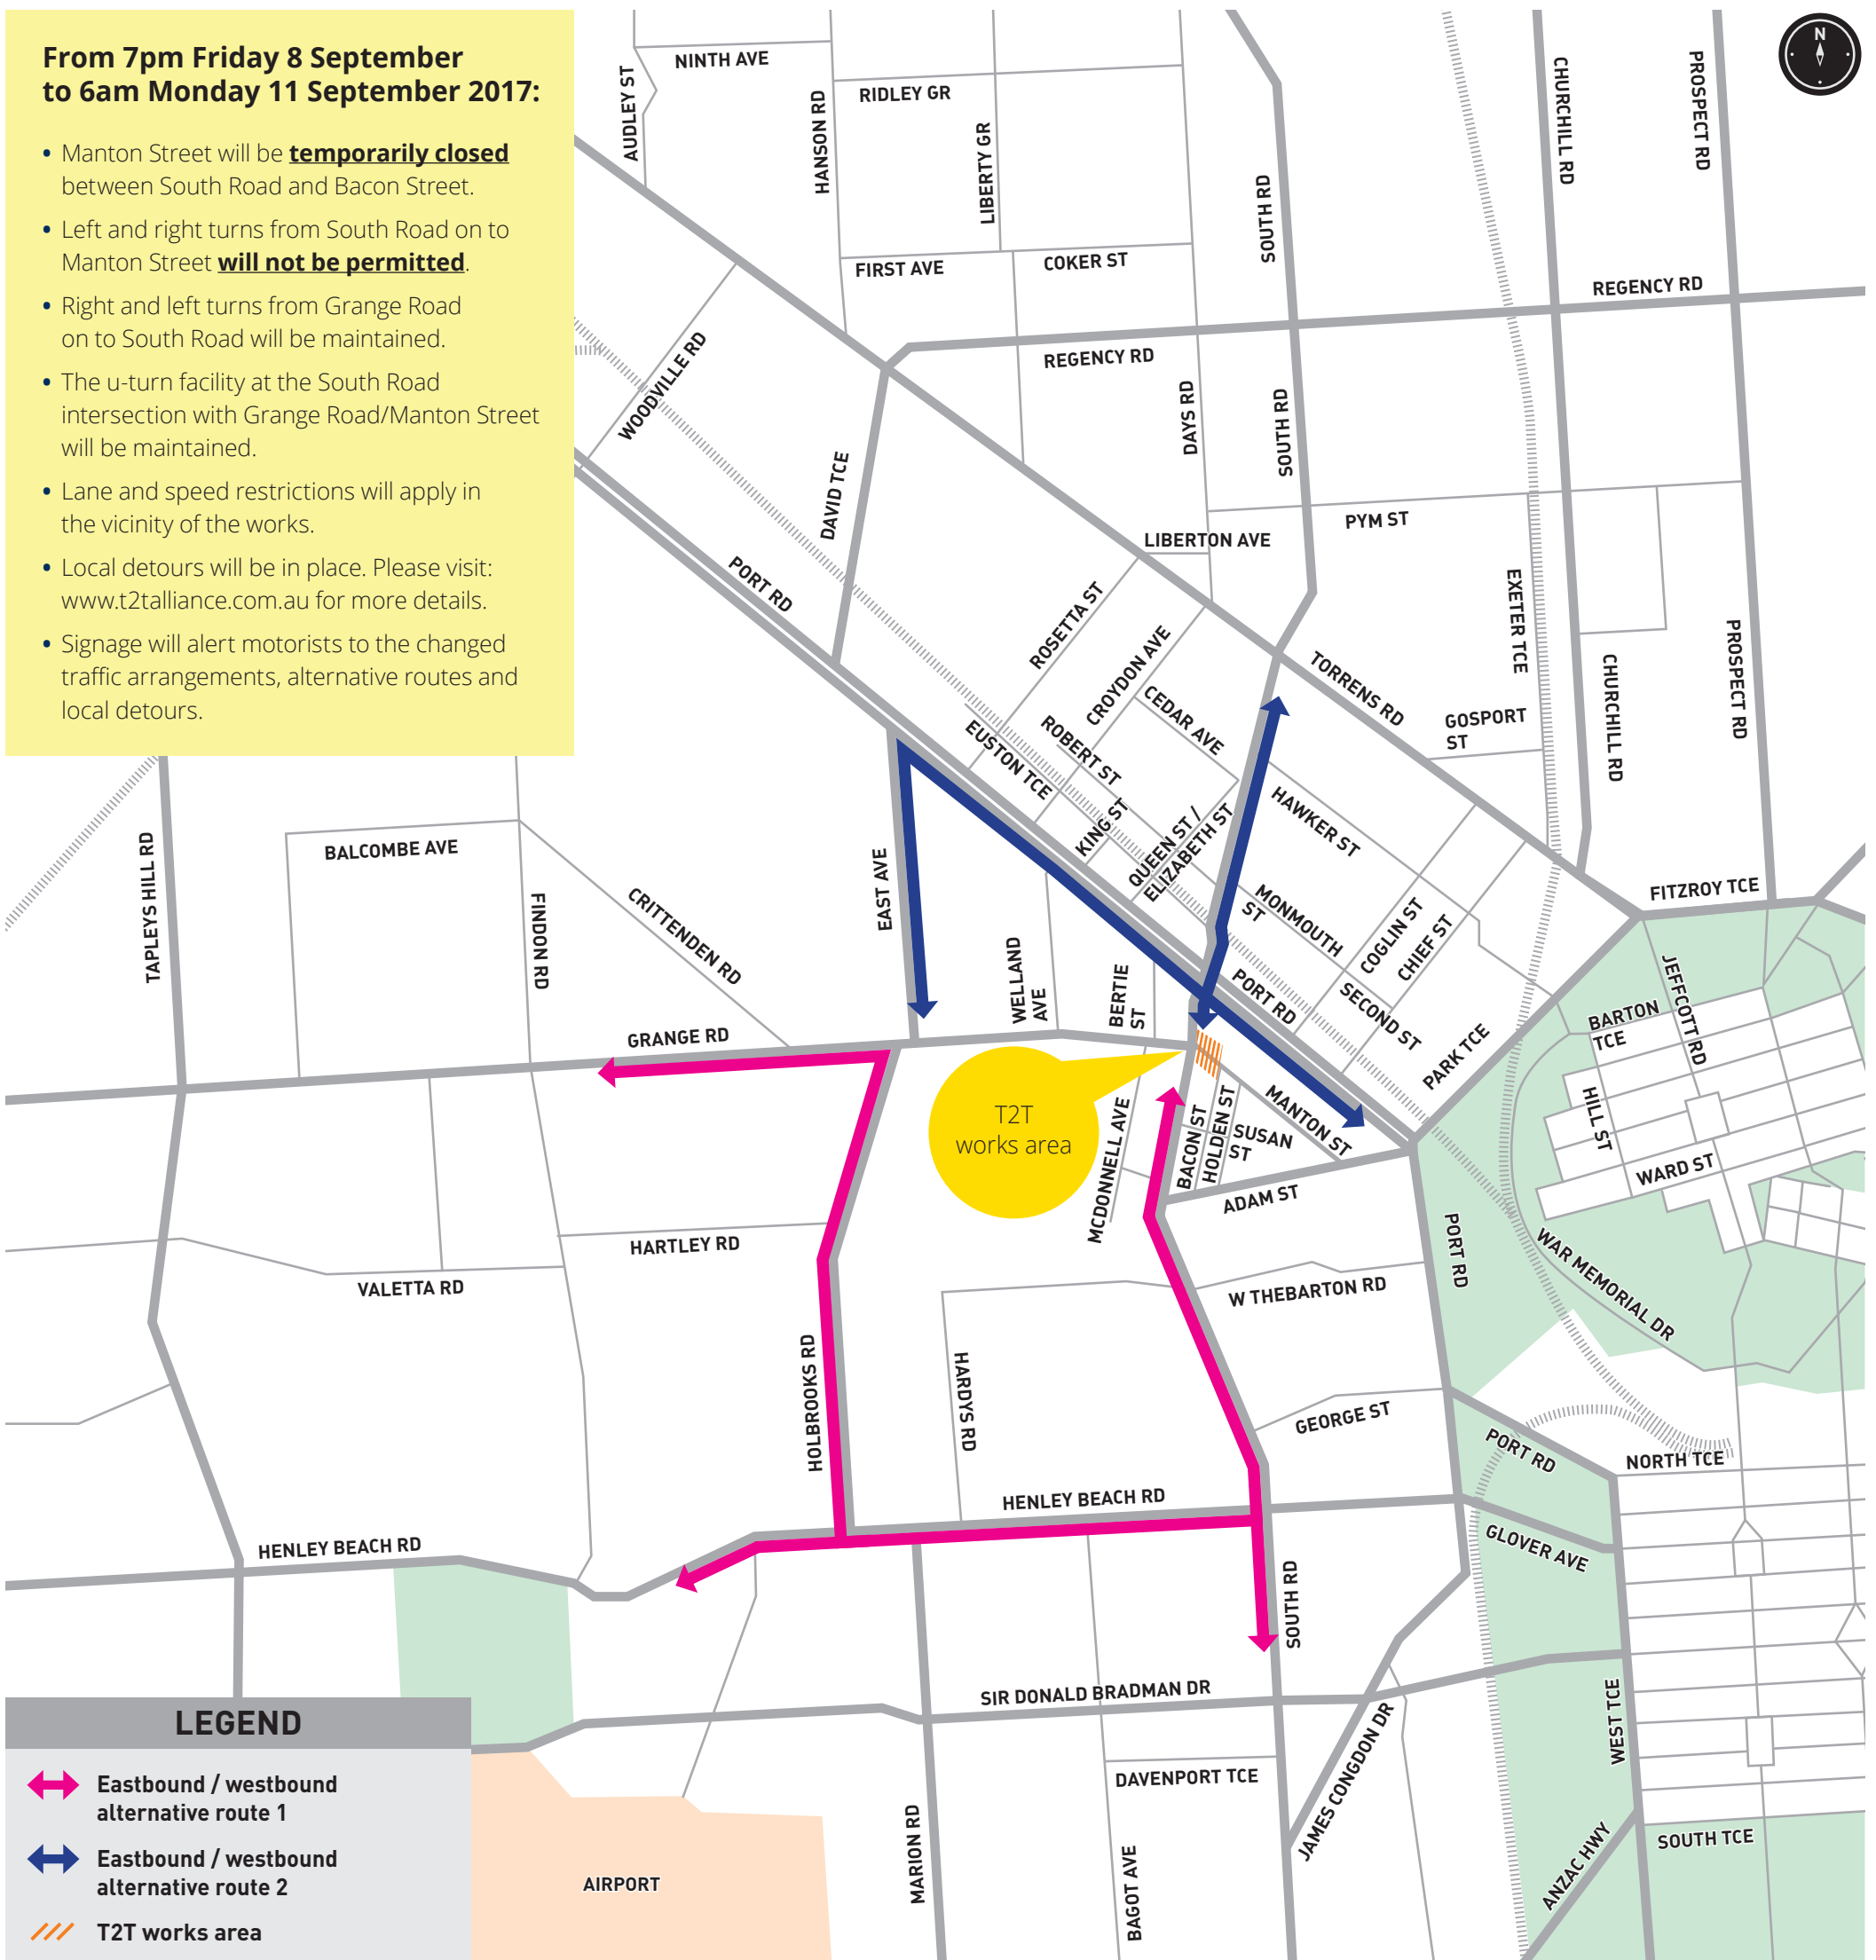 From 7pm Friday 8 September
to 6am Monday 11 September 2017:
• Manton Street will be temporarily closed
between South Road and Bacon Street.
• Left and right turns from South Road on to
Manton Street will not be permitted.
• Right and left turns from Grange Road
on to South Road will be maintained.
• The u-turn facility at the South Road
intersection with Grange Road/Manton Street
will be maintained.
• Lane and speed restrictions will apply in
the vicinity of the works.
• Local detours will be in place. Please visit:
www.t2talliance.com.au for more details.
• Signage will alert motorists to the changed
traffic arrangements, alternative routes and
local detours.
N
NINTH AVE
AUDLEY ST
HANSON RD
RIDLEY GR
LIBERTY GR
FIRST AVE
COKER ST
SOUTH RD
CHURCHILL RD
PROSPECT RD
REGENCY RD
REGENCY RD
WOODVILLE RD
DAVID TCE
DAYS RD
SOUTH RD
PYM ST
LIBERTON AVE
PORT RD
ROSETTA ST
CROYDON AVE
CEDAR AVE
ROBERT ST
EUSTON TCE
KING ST
QUEEN ST /
ELIZABETH ST
TORRENS RD
EXETER TCE
GOSPORT
ST
CHURCHILL RD
PROSPECT RD
HAWKER ST
MONMOUTH
ST
COGLIN ST
CHIEF ST
SECOND ST
PORT RD
FITZROY TCE
PARK TCE
JEFFCOTT RD
BARTON
TCE
HILL ST
WARD ST
WAR MEMORIAL DR
TAPLEYS HILL RD
BALCOMBE AVE
FINDON RD
CRITTENDEN RD
EAST AVE
WELLAND
AVE
BERTIE
ST
GRANGE RD
T2T
works area
MCDONNELL AVE
BACON ST
HOLDEN ST
SUSAN
ST
MANTON ST
ADAM ST
HARTLEY RD
VALETTA RD
W THEBARTON RD
PORT RD
HOLBROOKS RD
HARDYS RD
GEORGE ST
PORT RD
NORTH TCE
HENLEY BEACH RD
HENLEY BEACH RD
GLOVER AVE
SOUTH RD
SIR DONALD BRADMAN DR
WEST TCE
DAVENPORT TCE
JAMES CONGDON DR
MARION RD
BAGOT AVE
ANZAC HWY
SOUTH TCE
AIRPORT
LEGEND
Eastbound / westbound
alternative route 1
Eastbound / westbound
alternative route 2
T2T works area